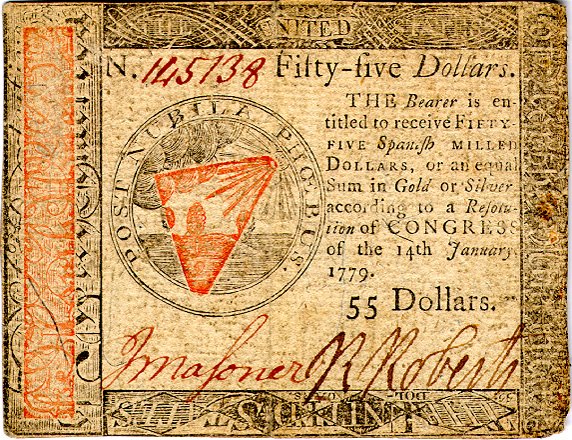 UNITED
N. 145138 Fifty-five Dollars.
THE Bearer is en-
titled to receive FIFTY-
FIVE Spanish MILLED
DOLLARS, or an equal
Sum in Gold or Silver,
according to a Resolu-
tion of CONGRESS
of the 14th January,
1779.
55 Dollars.
POST NUBILA PHOEBUS.
R Roberts